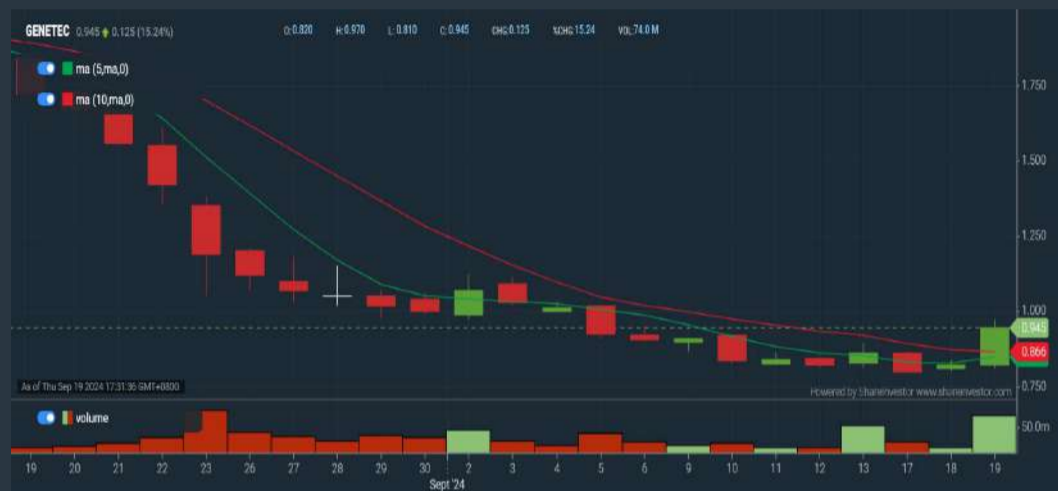 GENETEC 0.945 0.125 (15.24%) O:0.820 H:0.970 L:0.810 C:0.945 CHG:0.125 %CHG:15.24 VOL:74.0 M
ma (5,ma,0)
ma (10,ma,0)
1.750
1.500
1.250
1.000
0.945
0.866
0.750
As of Thu Sep 19 2024 17:31:36 GMT+0800
Powered by ShareInvestor www.shareinvestor.com
volume
50.0m
19 20 21 22 23 26 27 28 29 30 2 3 4 5 6 9 10 11 12 13 17 18 19
Sept '24